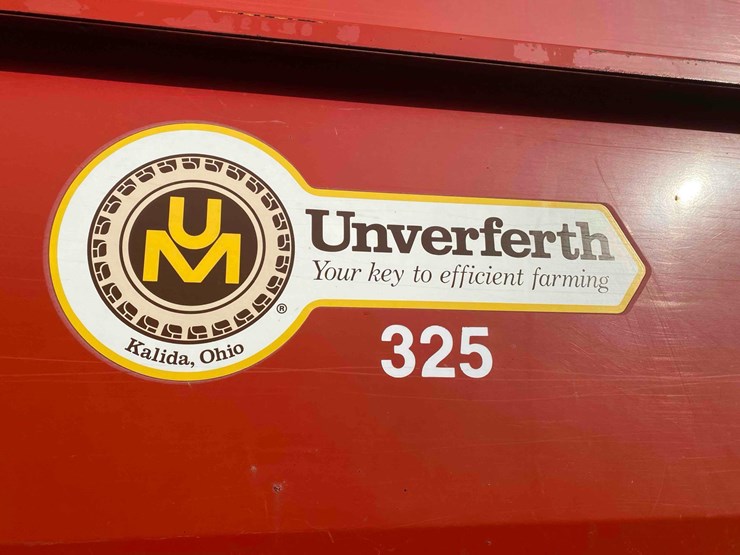 UM
®
Kalida, Ohio
Unverferth
Your key to efficient farming
325